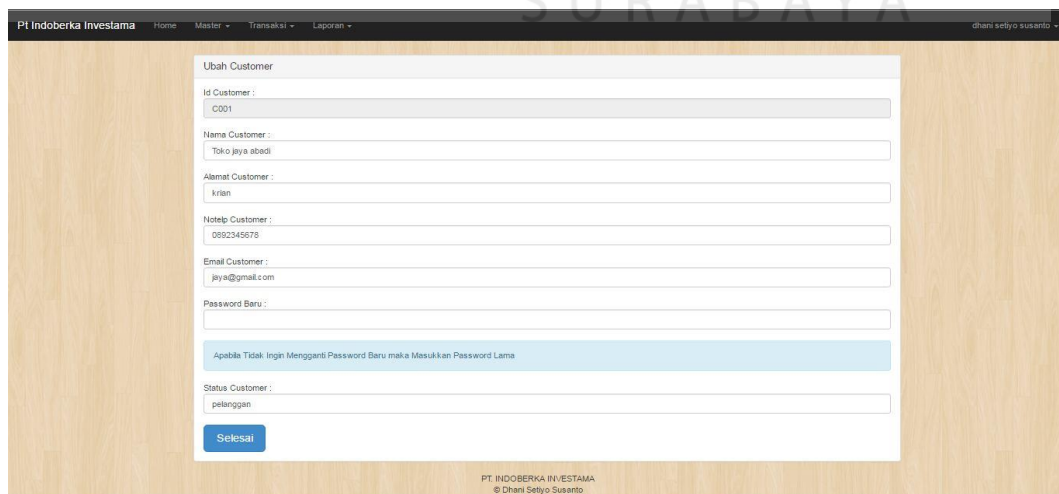 SURABAYA
Pt Indoberka Investama Home Master Transaksi Laporan dhani setiyo susanto
Ubah Customer
Id Customer :
C001
Nama Customer :
Toko jaya abadi
Alamat Customer :
krian
Notelp Customer :
0892345678
Email Customer :
jaya@gmail.com
Password Baru :
Apabila Tidak Ingin Mengganti Password Baru maka Masukkan Password Lama
Status Customer :
pelanggan
Selesai
PT. INDOBERKA INVESTAMA
© Dhani Setiyo Susanto